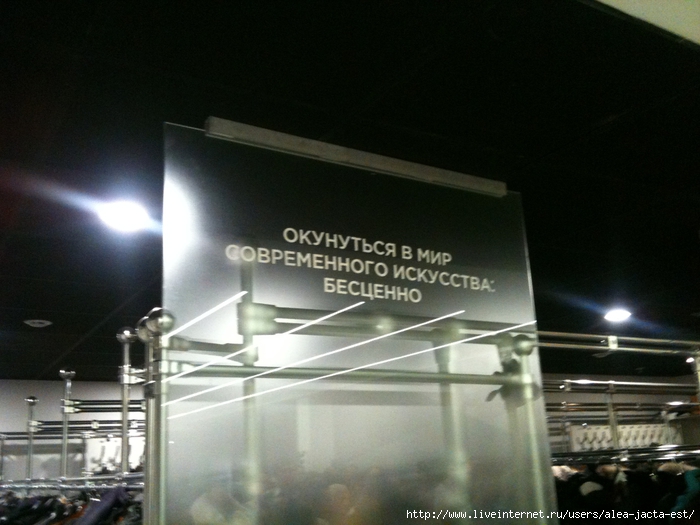 ОКУНУТЬСЯ В МИР
СОВРЕМЕННОГО ИСКУССТВА:
БЕСЦЕННО
http://www.liveinternet.ru/users/alea-jacta-est/